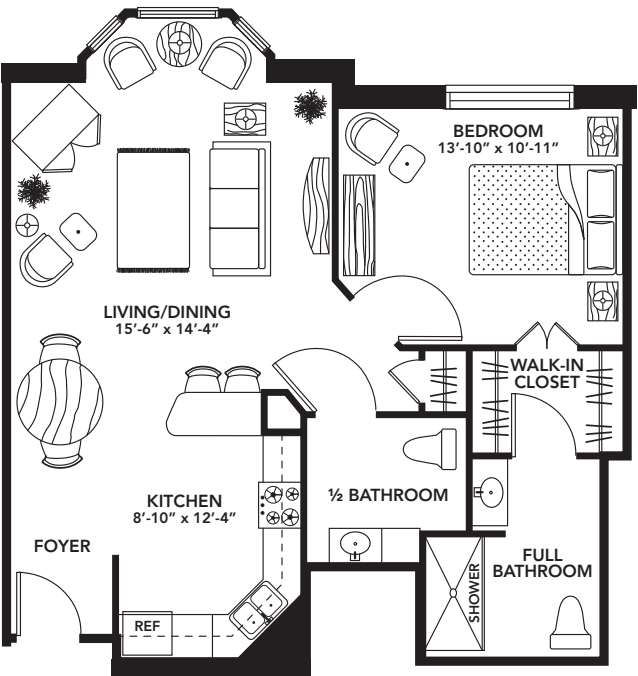 BEDROOM
13'-10" x 10'-11"
LIVING/DINING
15'-6" x 14'-4"
WALK-IN
CLOSET
KITCHEN
8'-10" x 12'-4"
½ BATHROOM
FOYER
FULL
BATHROOM
SHOWER
REF